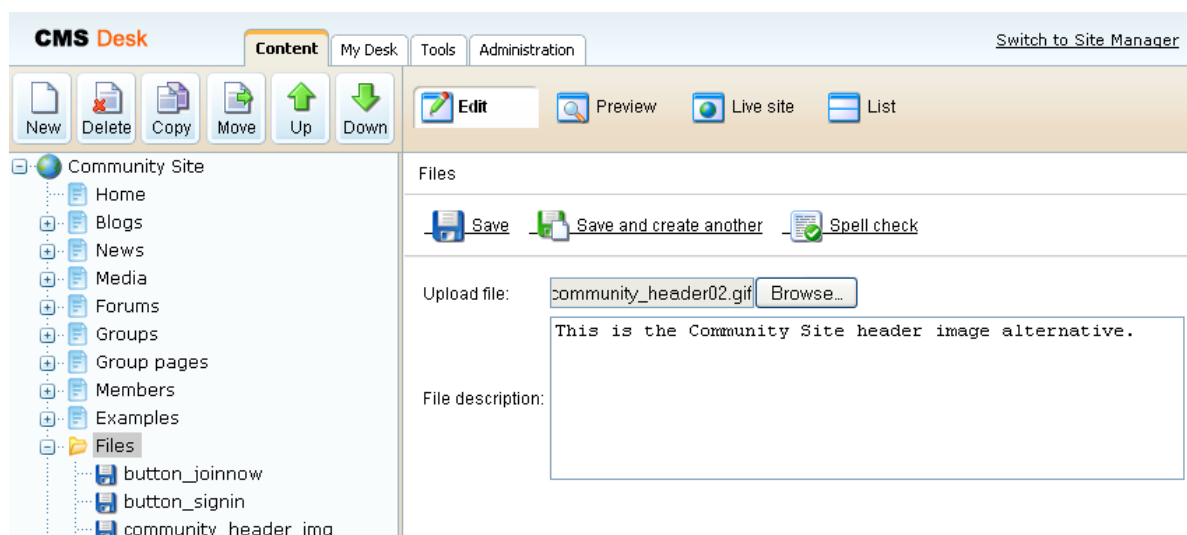 CMS Desk
Content
My Desk
Tools
Administration
Switch to Site Manager
New
Delete
Copy
Move
Up
Down
Edit
Preview
Live site
List
Community Site
Home
Blogs
News
Media
Forums
Groups
Group pages
Members
Examples
Files
button_joinnow
button_signin
community_header_img
Files
Save
Save and create another
Spell check
Upload file:
community_header02.gif
Browse...
This is the Community Site header image alternative.
File description: